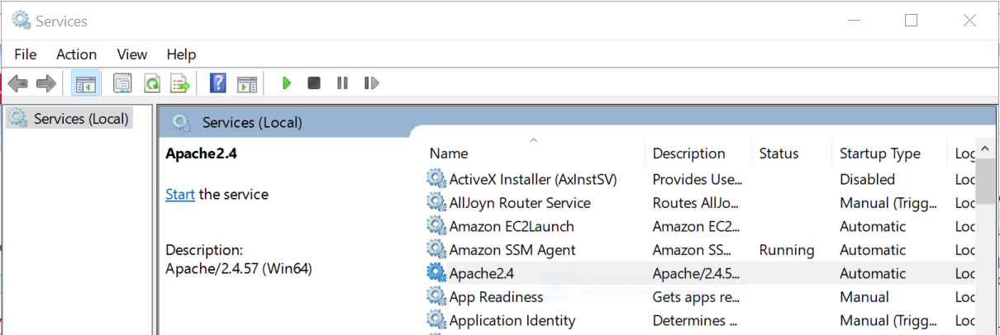 Services
File Action View Help
Services (Local)
Services (Local)
Apache2.4
Start the service
Description:
Apache/2.4.57 (Win64)
Name Description Status Startup Type Log
ActiveX Installer (AxInstSV) Provides Use... Disabled Loc
AllJoyn Router Service Routes AllJo... Manual (Trigg... Loc
Amazon EC2Launch Amazon EC2... Automatic Loc
Amazon SSM Agent Amazon SS... Running Automatic Loc
Apache2.4 Apache/2.4.5... Automatic Loc
App Readiness Gets apps re... Manual Loc
Application Identity Determines ... Manual (Trigg... Loc